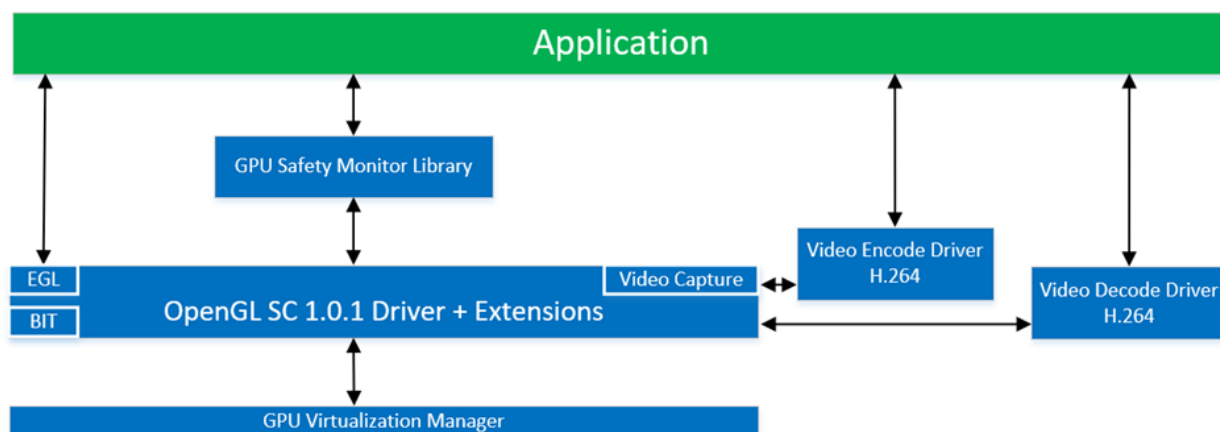 Application
GPU Safety Monitor Library
Video Encode Driver
H.264
EGL
Video Capture
Video Decode Driver
H.264
OpenGL SC 1.0.1 Driver + Extensions
BIT
GPU Virtualization Manager